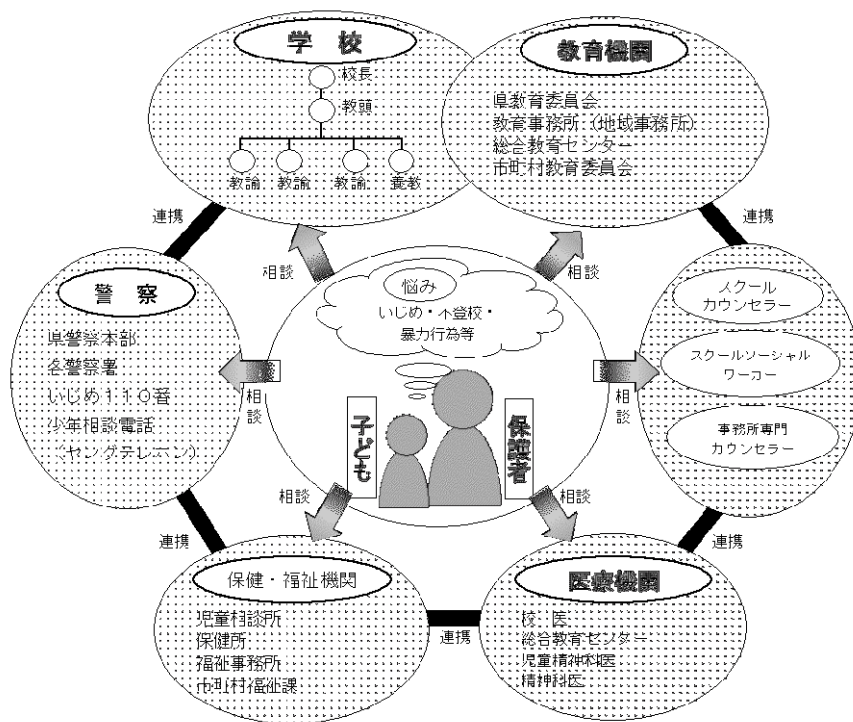 学 校
校長
教頭
教諭 教諭 教諭 養教
教育機関
県教育委員会
教育事務所(地域事務所)
総合教育センター
市町村教育委員会
連携
連携
相談
相談
悩み
いじめ・不登校・
暴力行為等
警 察
県警察本部
各警察署
いじめ110番
少年相談電話
(ヤングテレホン)
相談
スクール
カウンセラー
スクールソーシャル
ワーカー
事務所専門
カウンセラー
相談
子ども
保護者
相談
相談
連携
連携
保健・福祉機関
児童相談所
保健所
福祉事務所
市町村福祉課
連携
医療機関
校 医
総合教育センター
児童精神科医
精神科医